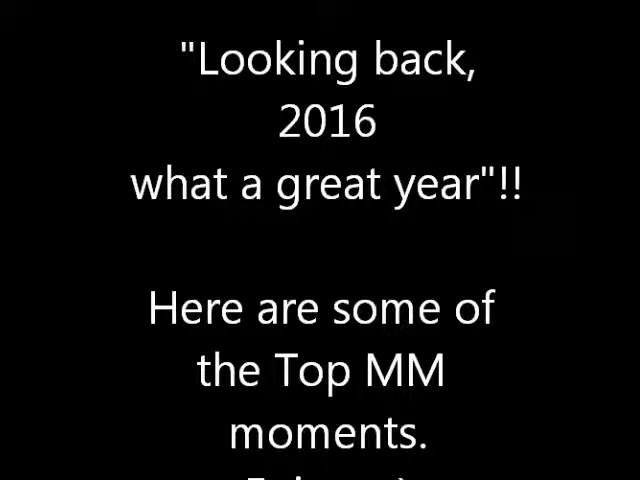 "Looking back,
2016
what a great year"!!
Here are some of
the Top MM
moments.